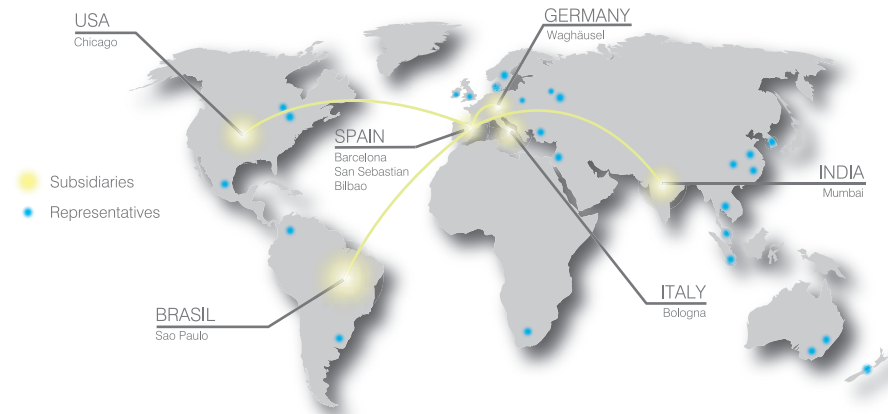 USA
Chicago
GERMANY
Waghäusel
SPAIN
Barcelona
San Sebastian
Bilbao
Subsidiaries
Representatives
INDIA
Mumbai
ITALY
Bologna
BRASIL
Sao Paulo